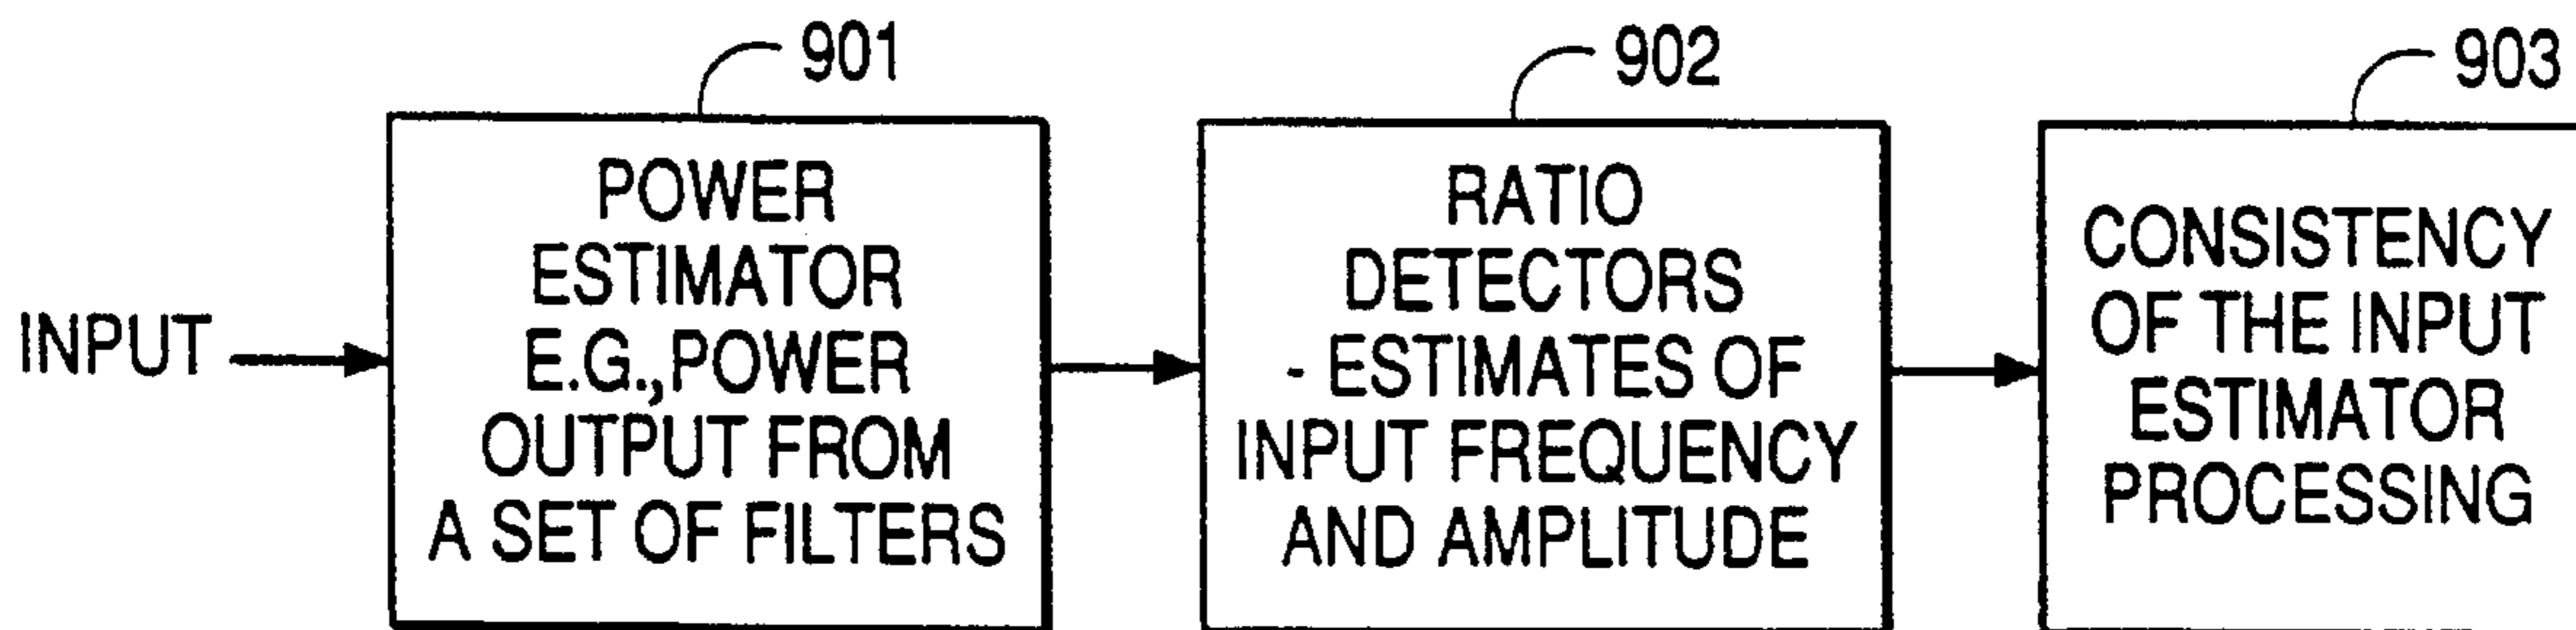 901
902
903
INPUT
POWER
ESTIMATOR
E.G.,POWER
OUTPUT FROM
A SET OF FILTERS
RATIO
DETECTORS
- ESTIMATES OF
INPUT FREQUENCY
AND AMPLITUDE
CONSISTENCY
OF THE INPUT
ESTIMATOR
PROCESSING